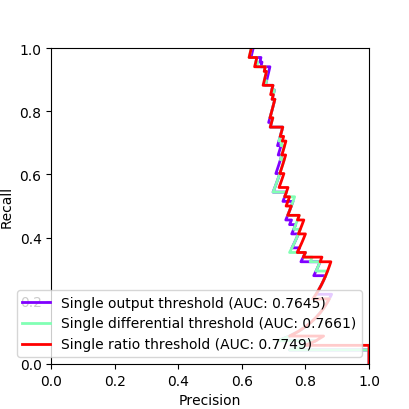 1.0
0.8
0.6
0.4
0.2
0.0
Recall
Single output threshold (AUC: 0.7645)
Single differential threshold (AUC: 0.7661)
Single ratio threshold (AUC: 0.7749)
0.0 0.2 0.4 0.6 0.8 1.0
Precision